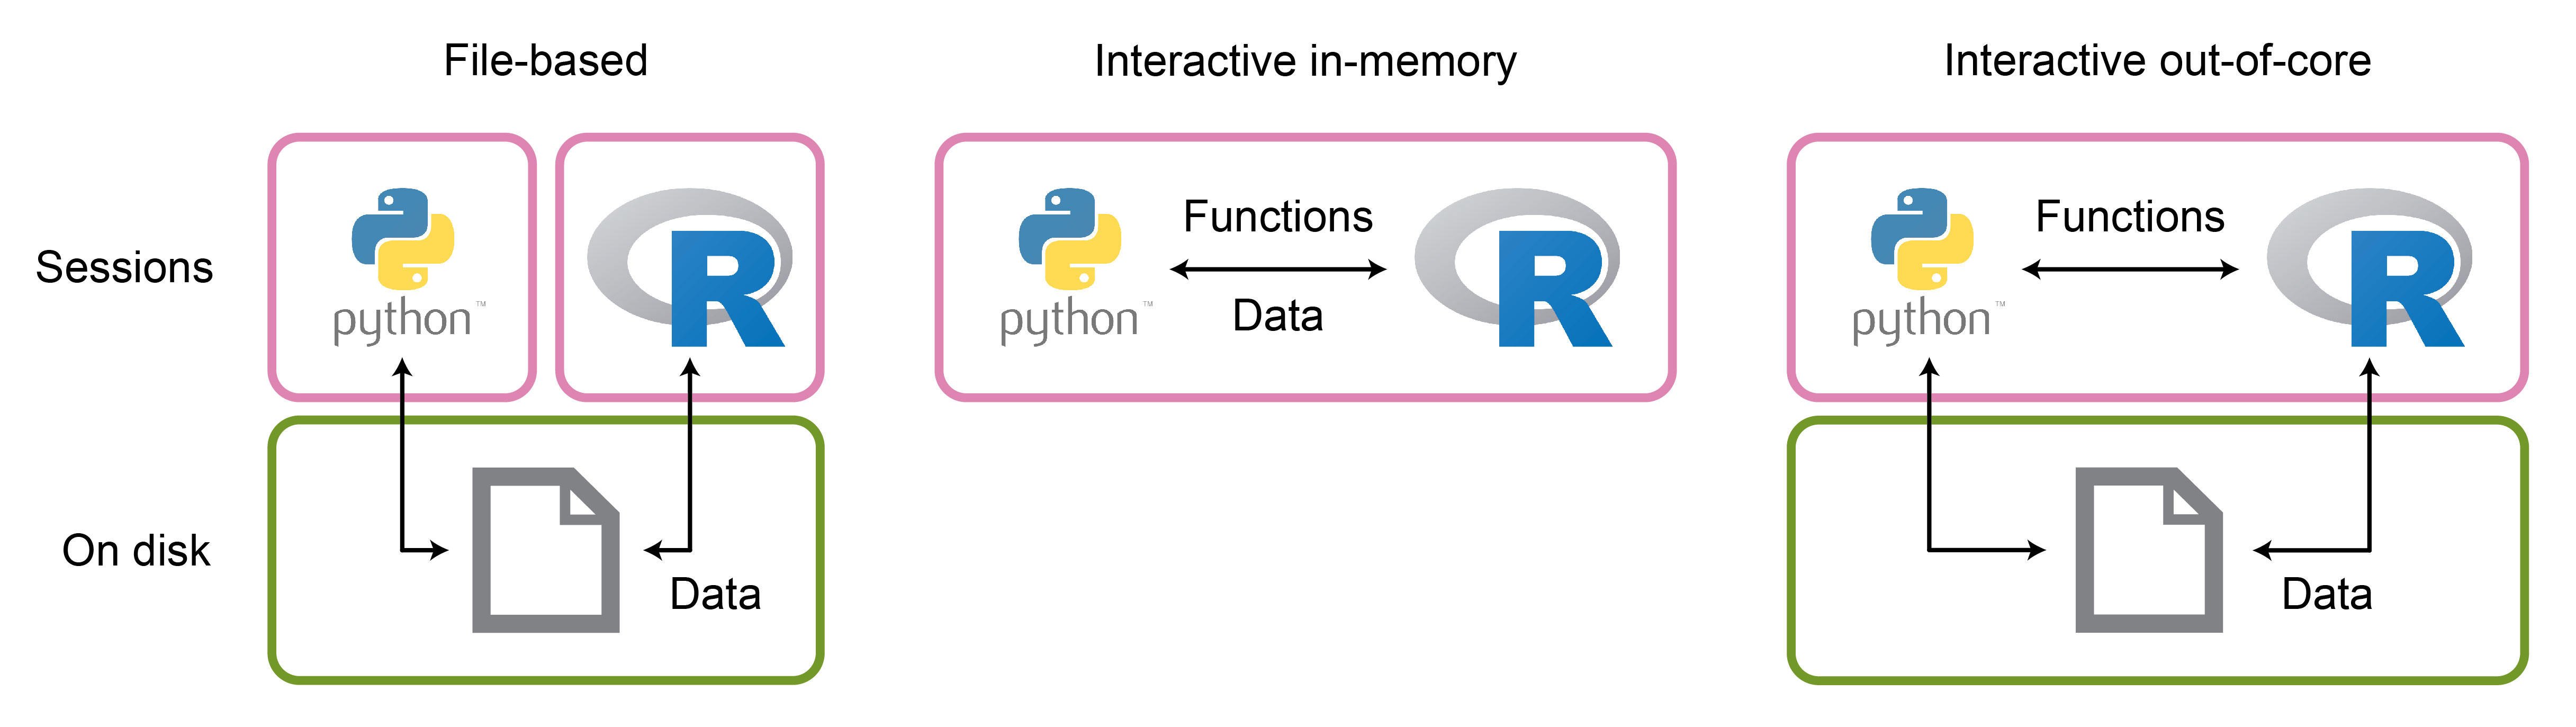 File-based
Interactive in-memory
Interactive out-of-core
Sessions
python™
R
python™
Functions
Data
R
python™
Functions
R
On disk
Data
Data